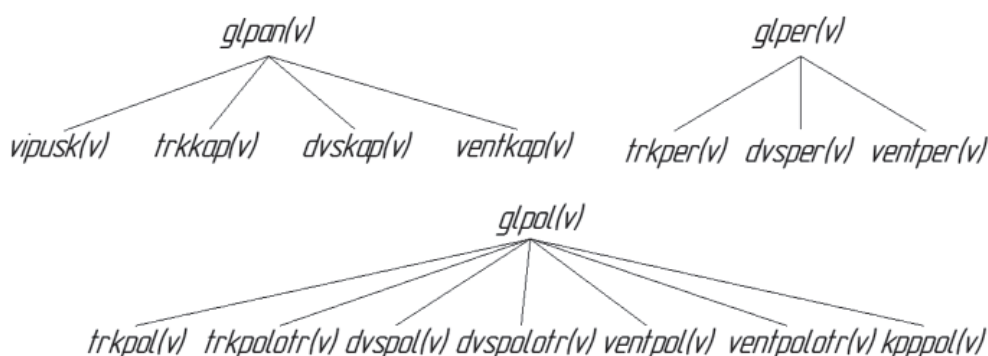 glpan(v) glper(v)
vipusk(v) trkkap(v) dvskap(v) ventkap(v) trkper(v) dvsper(v) ventper(v)
glpol(v)
trkpol(v) trkpolotr(v) dvspol(v) dvspolotr(v) ventpol(v) ventpolotr(v) kpppol(v)